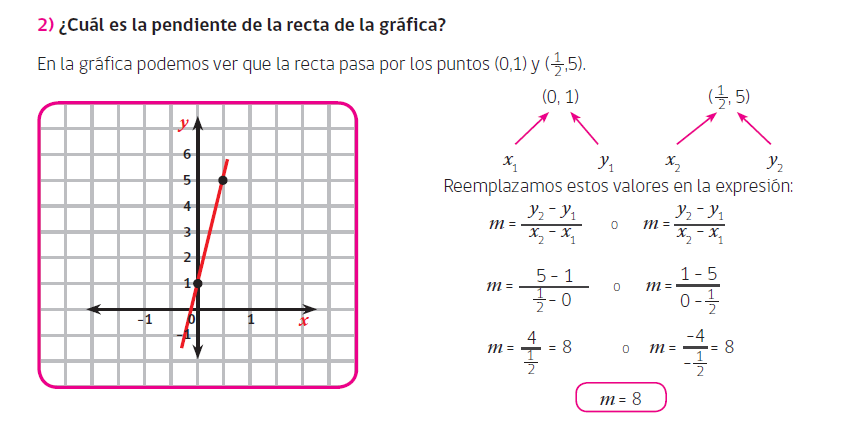 2) ¿Cuál es la pendiente de la recta de la gráfica?
En la gráfica podemos ver que la recta pasa por los puntos (0,1) y (1/2,5).
(0, 1) (1/2, 5)
x₁ y₁ x₂ y₂
Reemplazamos estos valores en la expresión:
m = (y₂ - y₁)/(x₂ - x₁) o m = (y₂ - y₁)/(x₂ - x₁)
m = (5 - 1)/(1/2 - 0) o m = (1 - 5)/(0 - 1/2)
m = 4/(1/2) = 8 o m = -4/(-1/2) = 8
m = 8
y
6
5
4
3
2
1
-1 0 1 x
-1